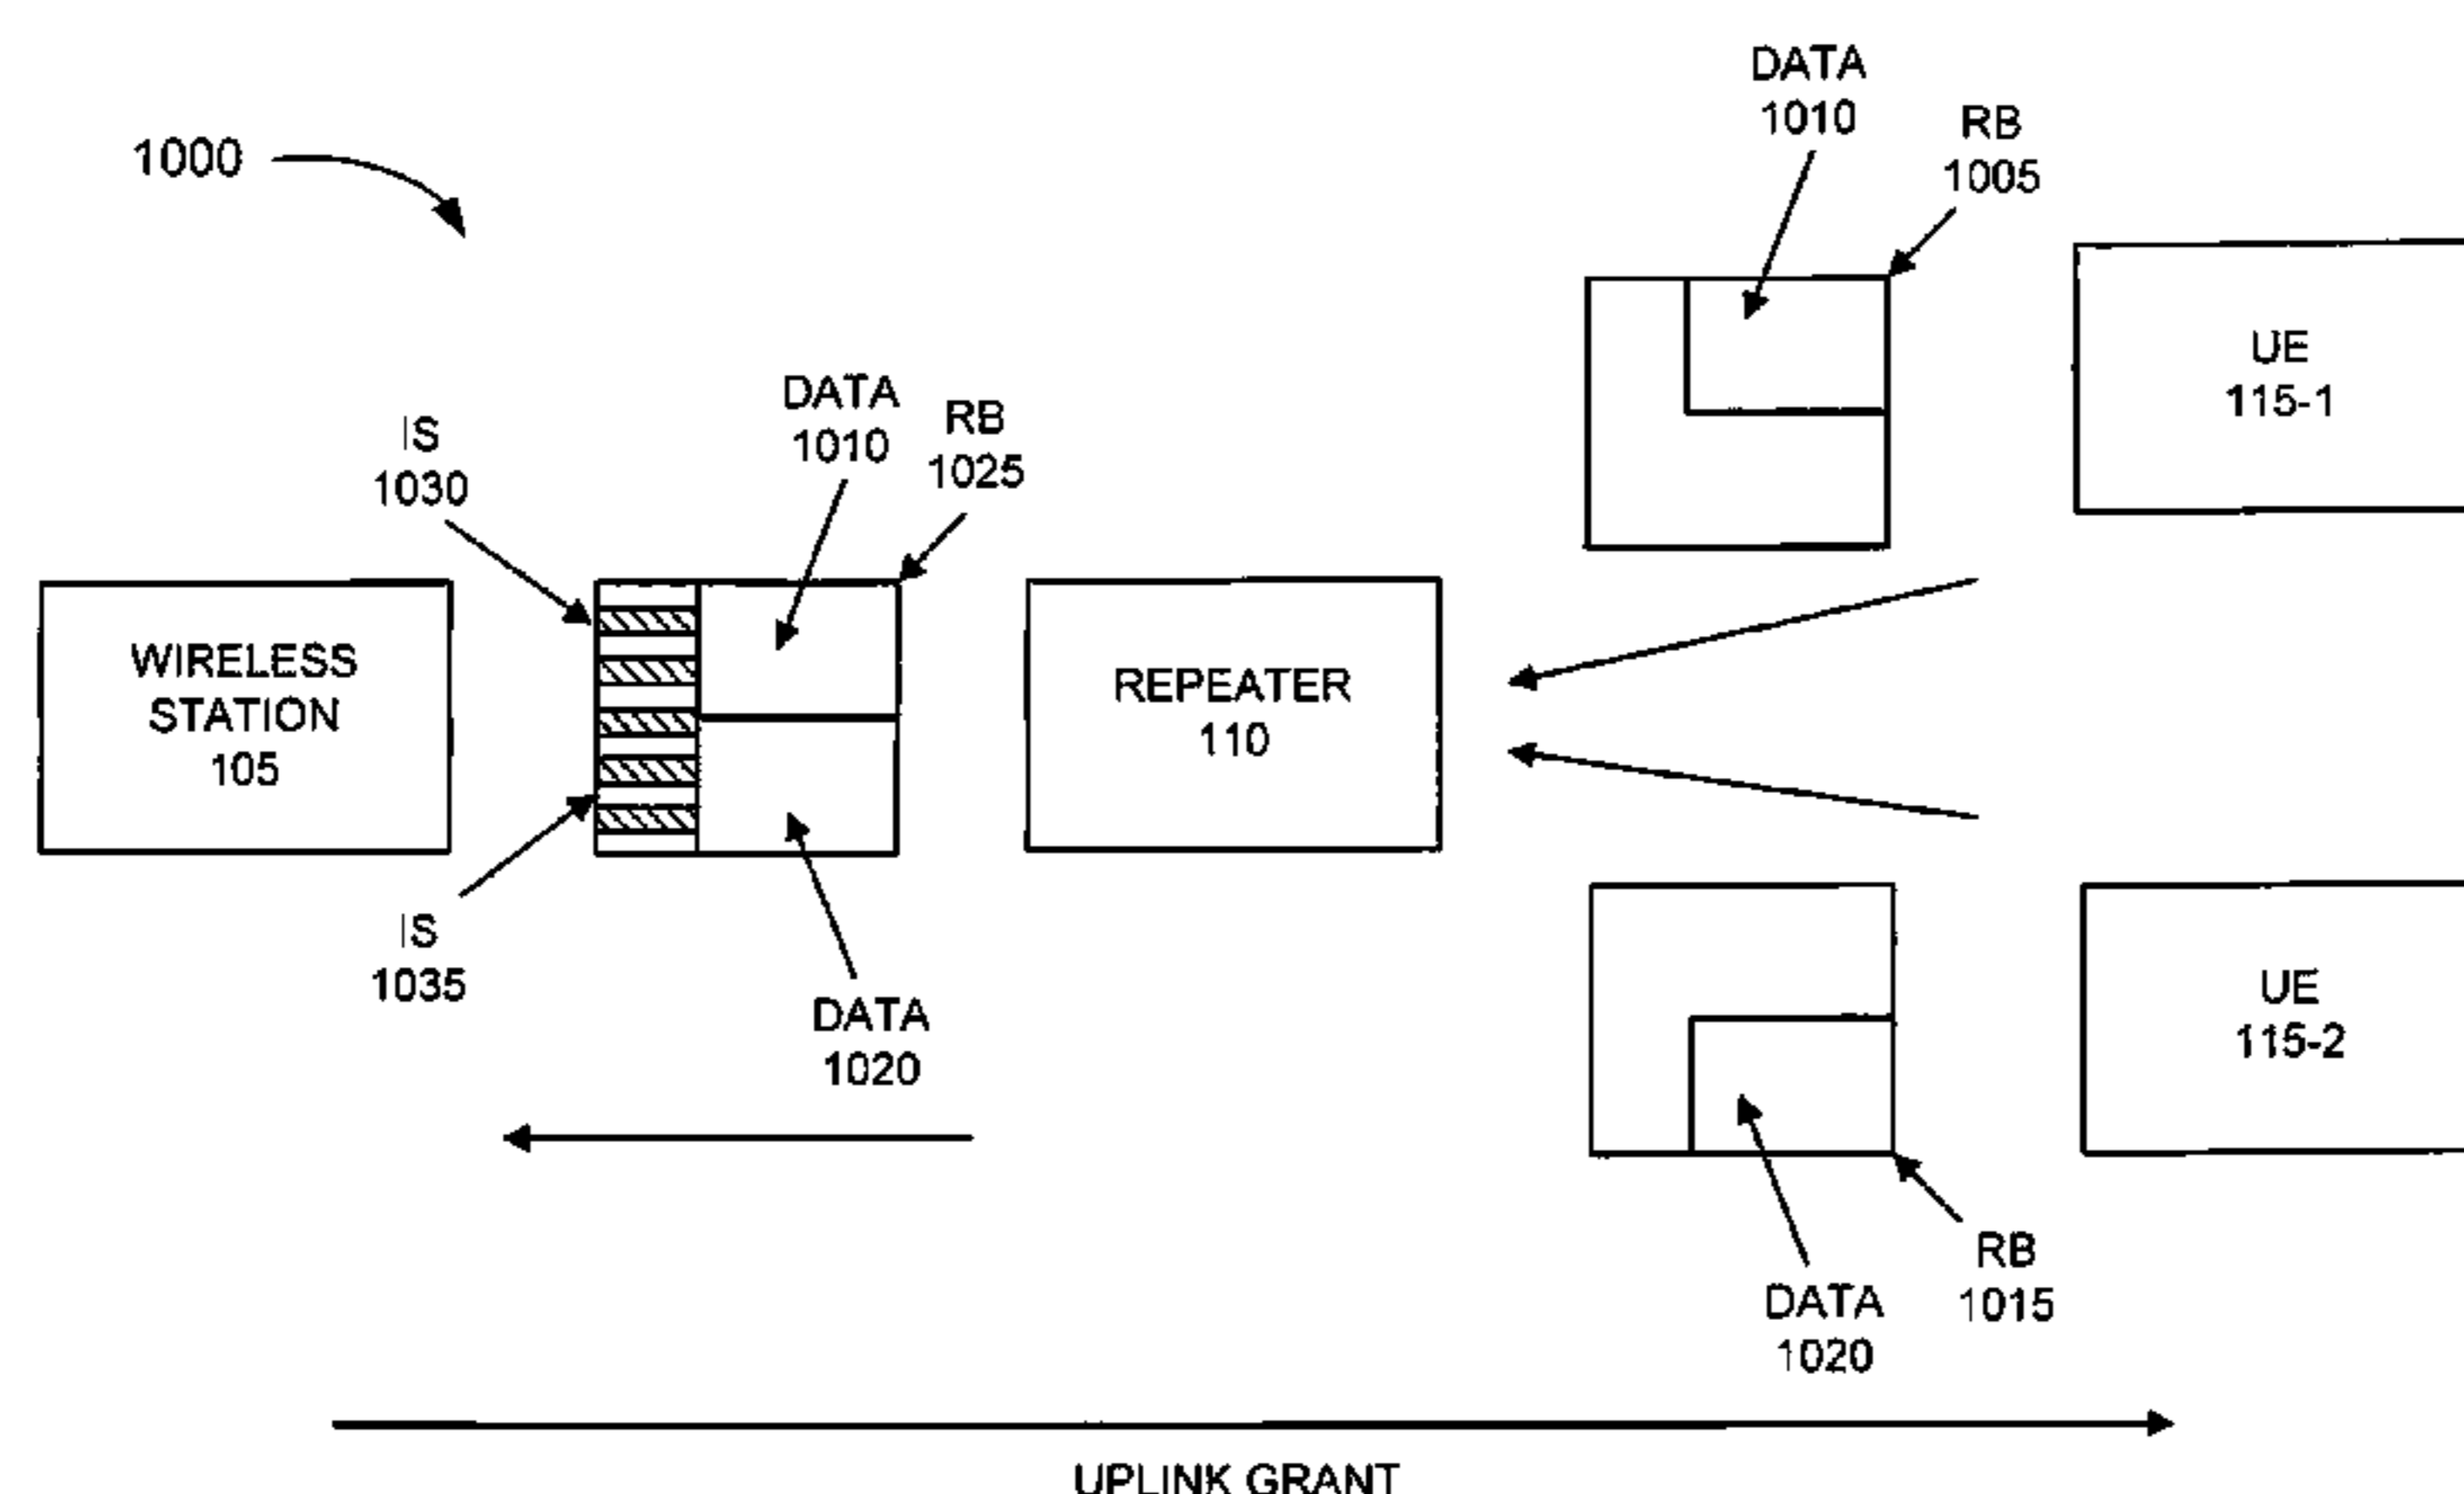 1000
DATA
1010
RB
1005
UE
115-1
IS
1030
DATA
1010
RB
1025
WIRELESS
STATION
105
REPEATER
110
IS
1035
DATA
1020
UE
115-2
RB
1015
DATA
1020
UPLINK GRANT